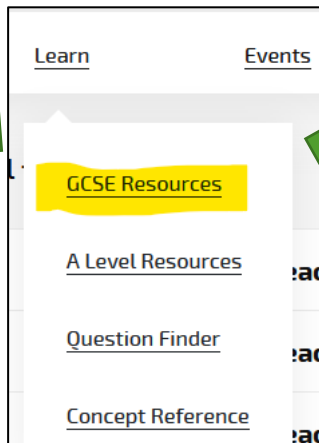 Learn Events
GCSE Resources
A Level Resources
Question Finder
Concept Reference